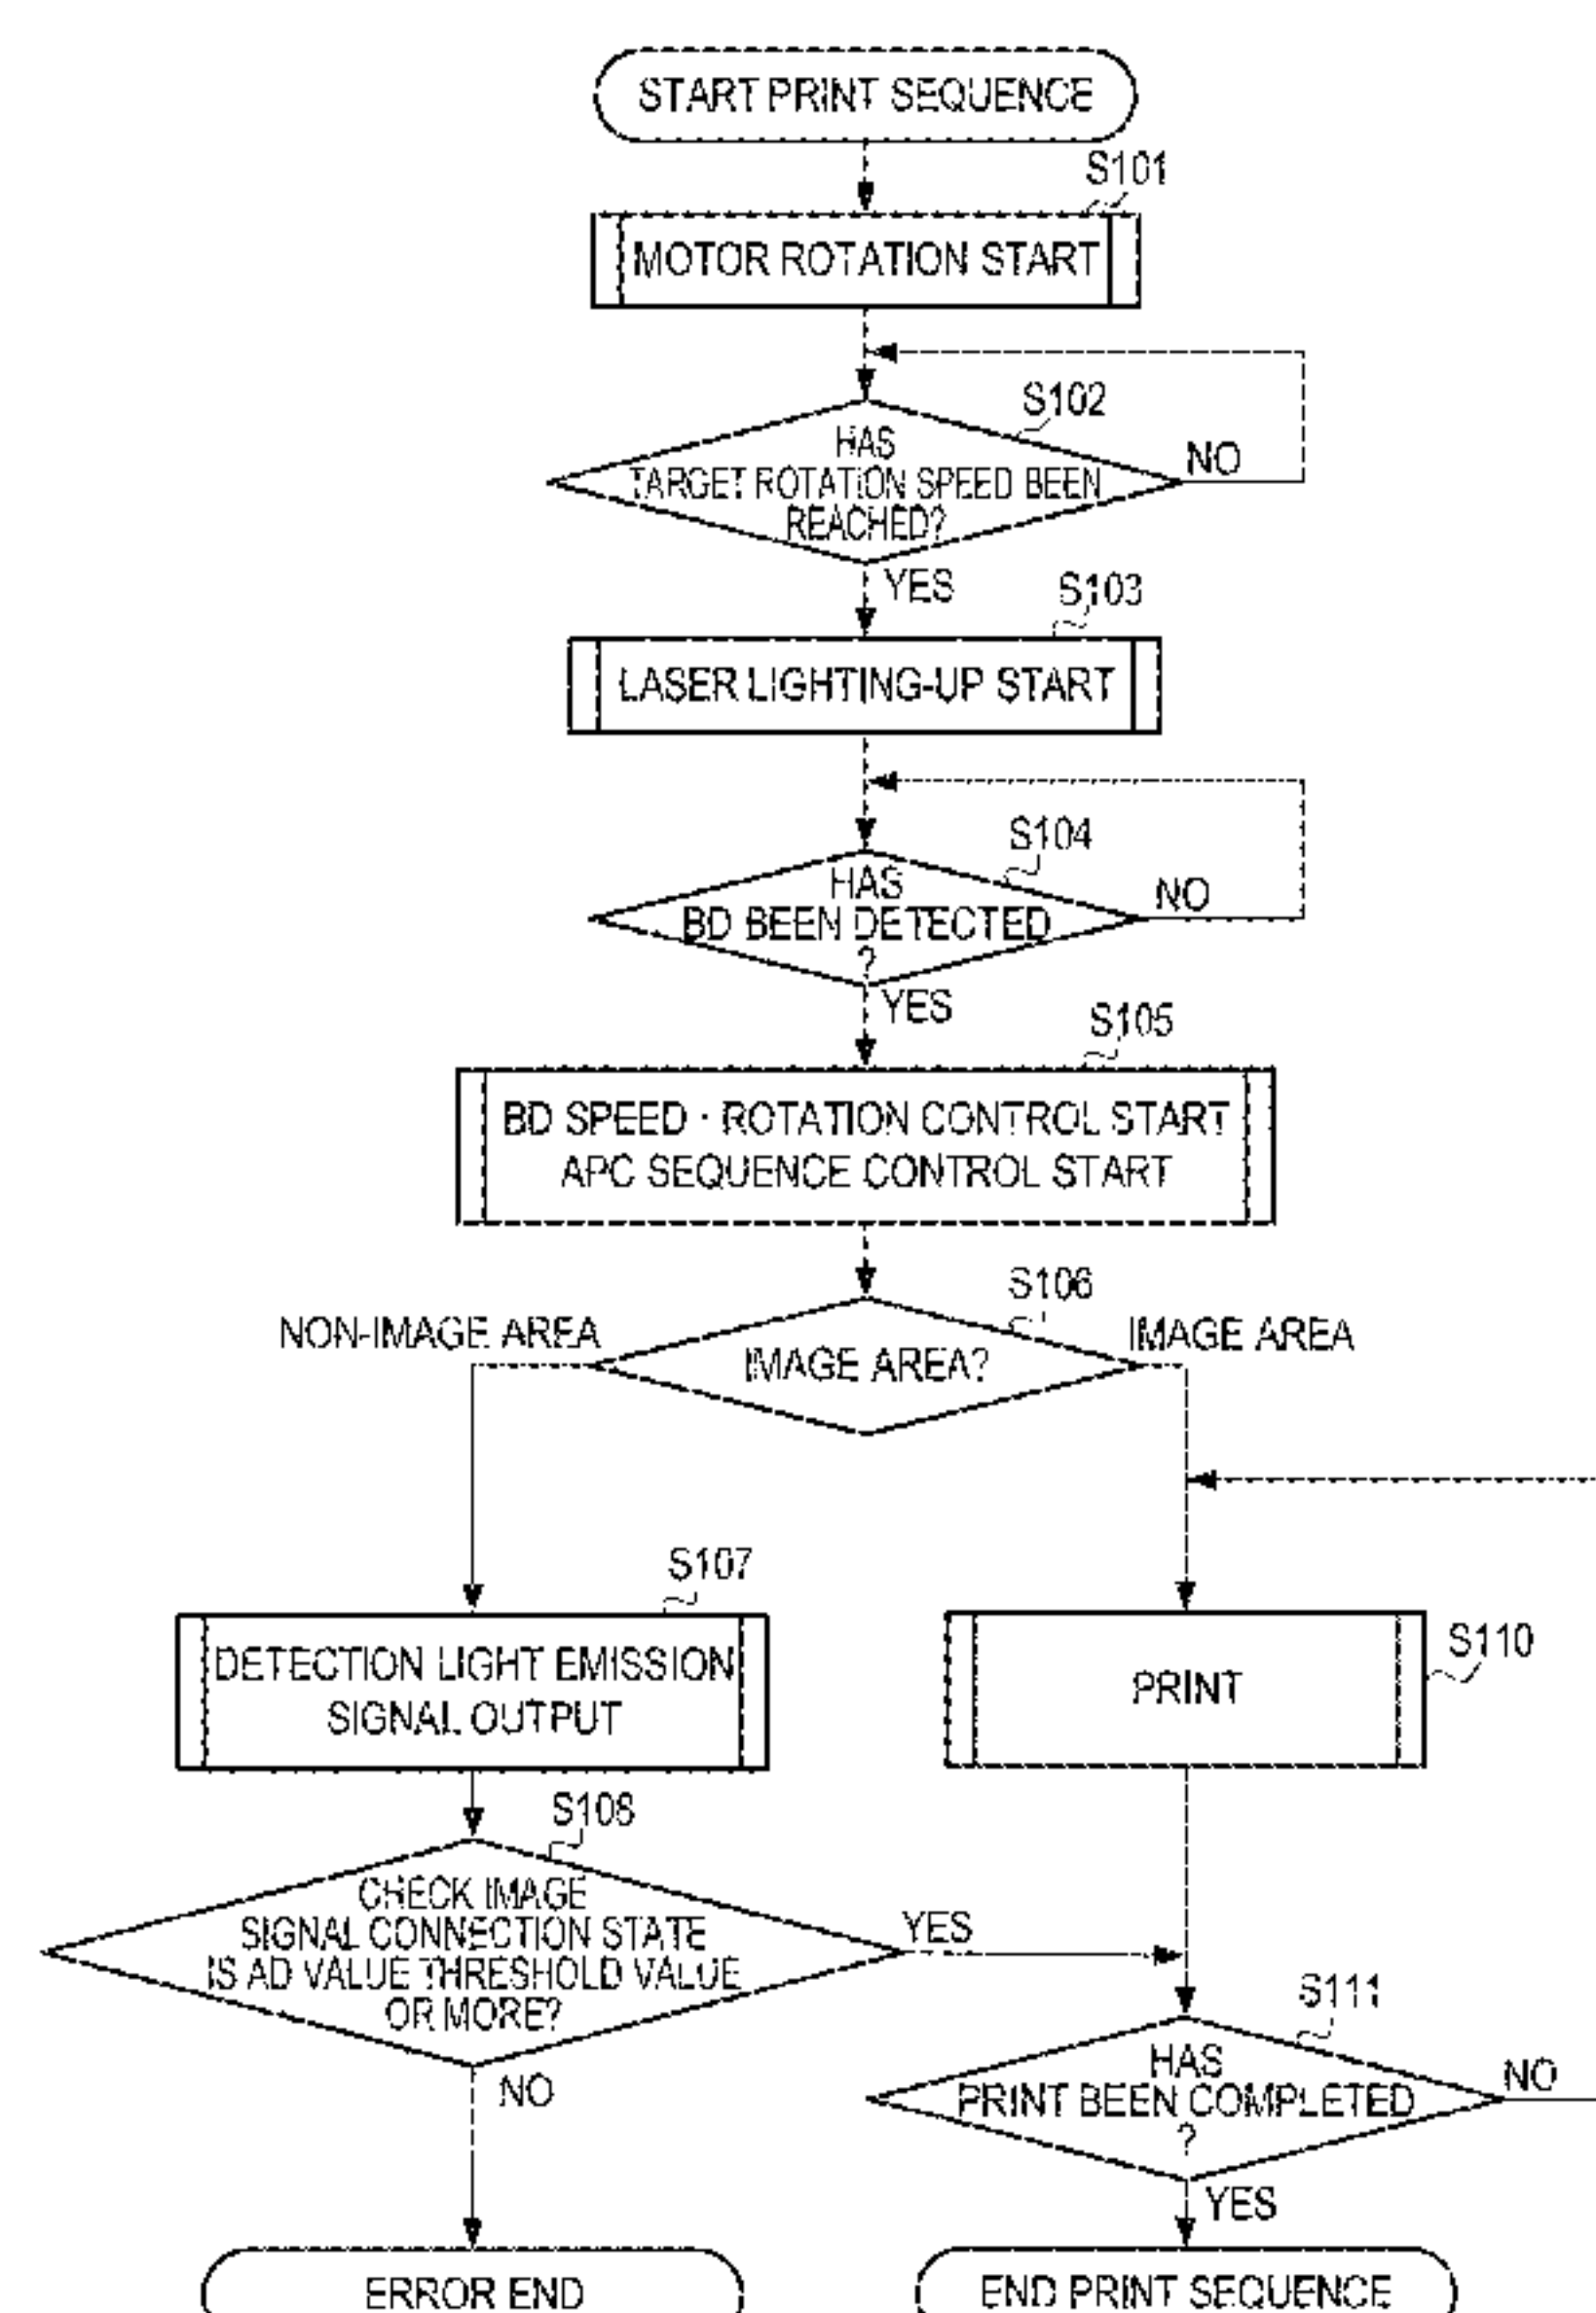 START PRINT SEQUENCE
S101
MOTOR ROTATION START
S102
HAS
TARGET ROTATION SPEED BEEN
REACHED?
NO
YES
S103
LASER LIGHTING-UP START
S104
HAS
BD BEEN DETECTED
?
NO
YES
S105
BD SPEED · ROTATION CONTROL START
APC SEQUENCE CONTROL START
S106
NON-IMAGE AREA
IMAGE AREA?
IMAGE AREA
S107
DETECTION LIGHT EMISSION
SIGNAL OUTPUT
S110
PRINT
S108
CHECK IMAGE
SIGNAL CONNECTION STATE
IS AD VALUE THRESHOLD VALUE
OR MORE?
YES
NO
S111
HAS
PRINT BEEN COMPLETED
?
NO
YES
ERROR END
END PRINT SEQUENCE